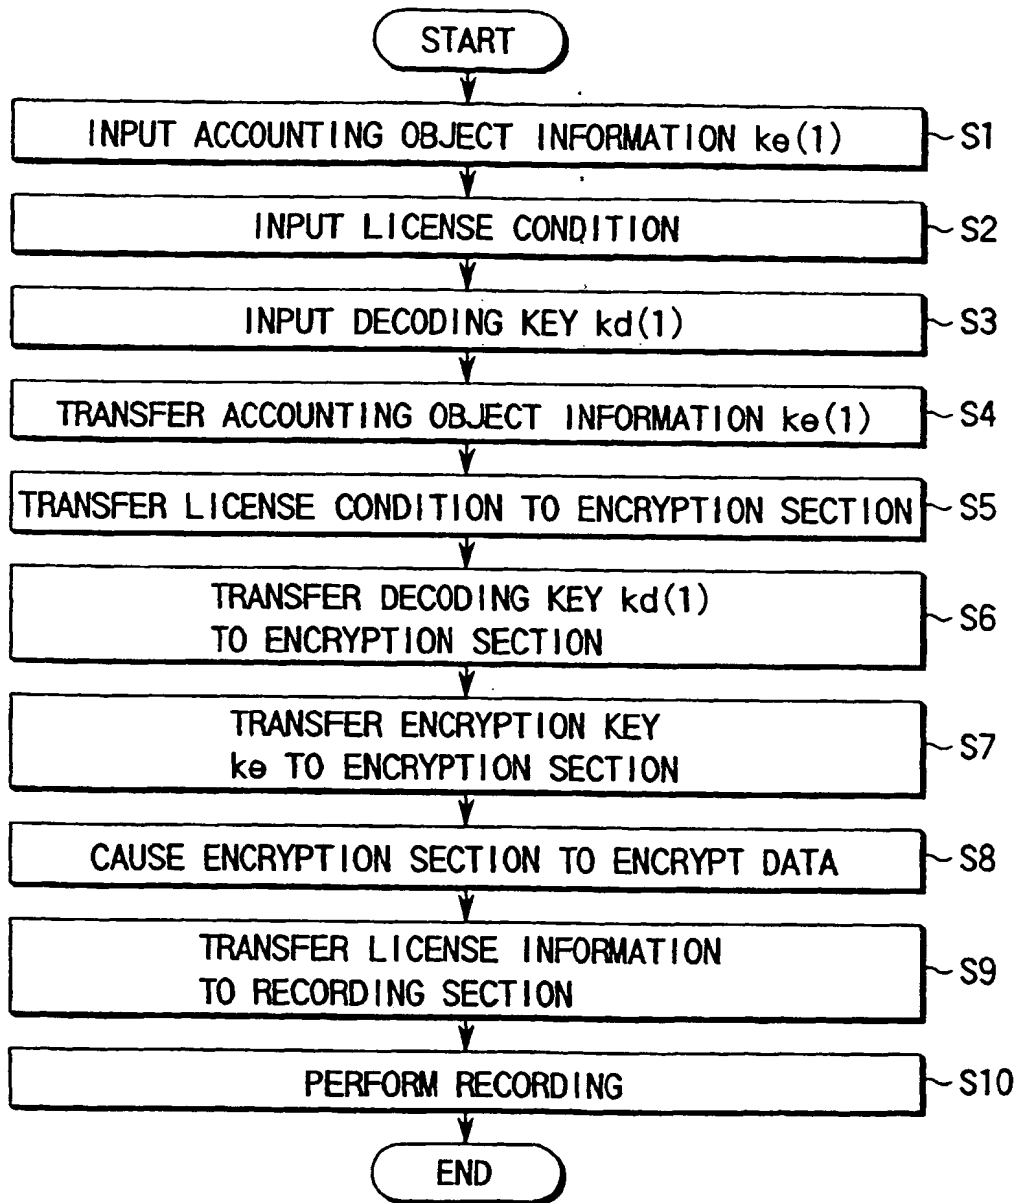 START
INPUT ACCOUNTING OBJECT INFORMATION ke(1) ~S1
INPUT LICENSE CONDITION ~S2
INPUT DECODING KEY kd(1) ~S3
TRANSFER ACCOUNTING OBJECT INFORMATION ke(1) ~S4
TRANSFER LICENSE CONDITION TO ENCRYPTION SECTION ~S5
TRANSFER DECODING KEY kd(1)
TO ENCRYPTION SECTION ~S6
TRANSFER ENCRYPTION KEY
ke TO ENCRYPTION SECTION ~S7
CAUSE ENCRYPTION SECTION TO ENCRYPT DATA ~S8
TRANSFER LICENSE INFORMATION
TO RECORDING SECTION ~S9
PERFORM RECORDING ~S10
END